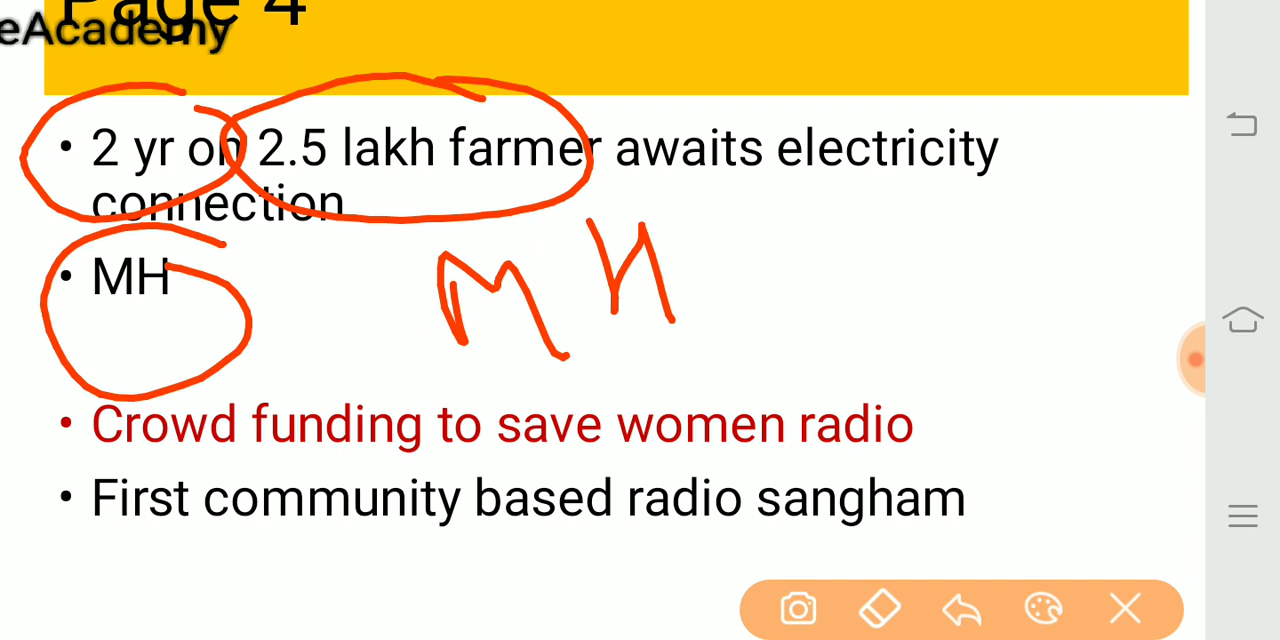 Page 4
eAcademy
• 2 yr on 2.5 lakh farmer awaits electricity
connection
• MH
M H
• Crowd funding to save women radio
• First community based radio sangham